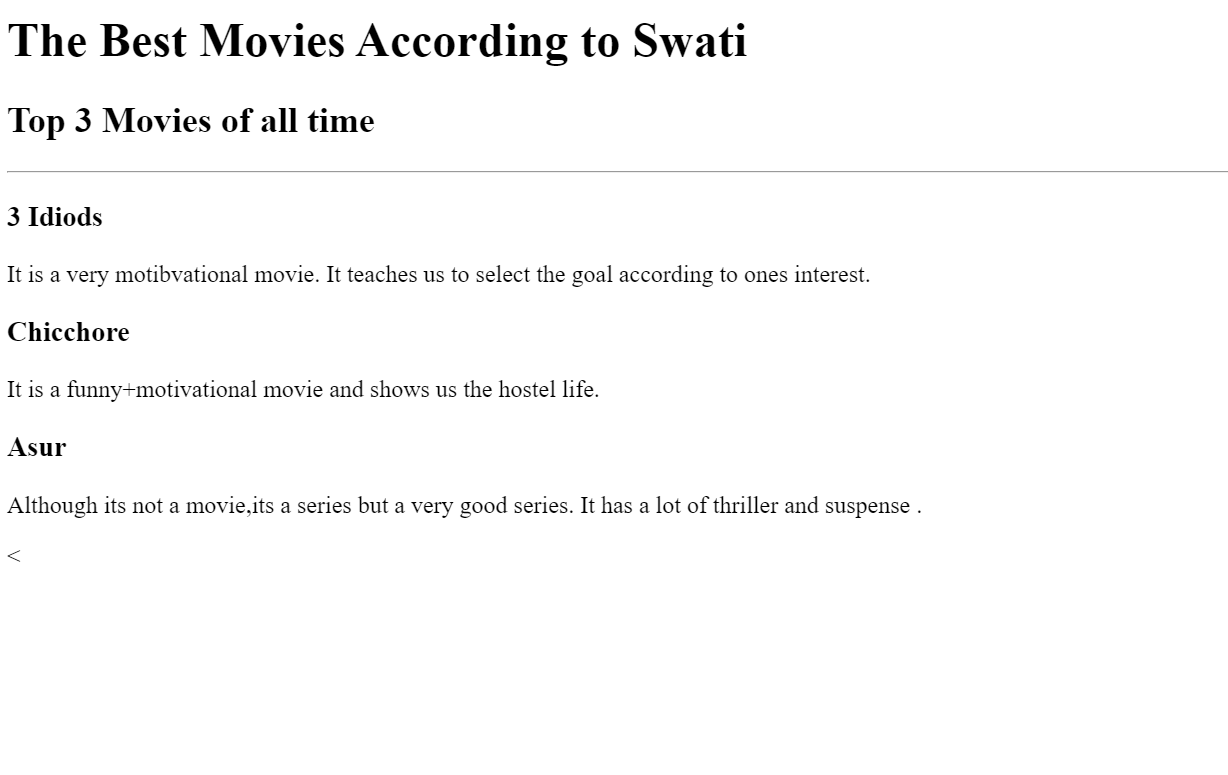 The Best Movies According to Swati
Top 3 Movies of all time
3 Idiods
It is a very motibvational movie. It teaches us to select the goal according to ones interest.
Chicchore
It is a funny+motivational movie and shows us the hostel life.
Asur
Although its not a movie,its a series but a very good series. It has a lot of thriller and suspense .
<